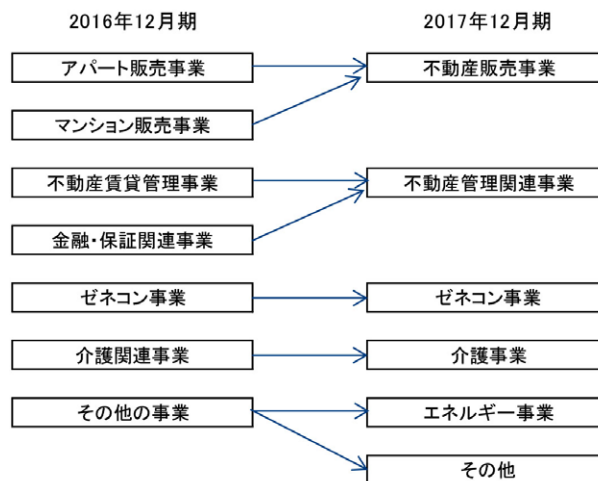 2016年12月期
2017年12月期
アパート販売事業
不動産販売事業
マンション販売事業
不動産賃貸管理事業
不動産管理関連事業
金融・保証関連事業
ゼネコン事業
ゼネコン事業
介護関連事業
介護事業
その他の事業
エネルギー事業
その他